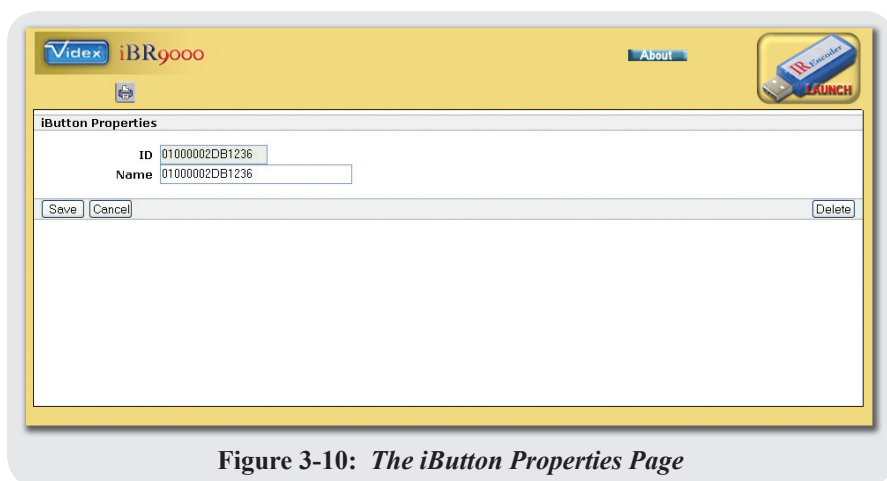 Videx iBR9000
About
IR Encoder
LAUNCH
iButton Properties
ID 01000002DB1236
Name 01000002DB1236
Save Cancel Delete
Figure 3-10: The iButton Properties Page